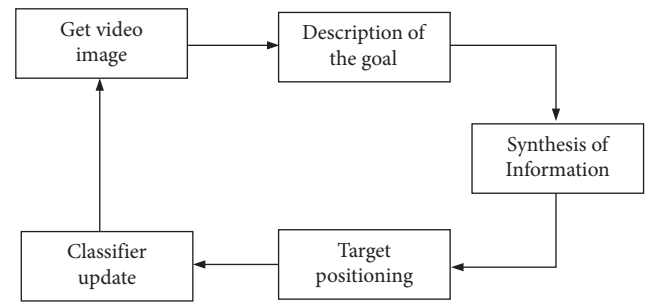 Get video
image
Description of
the goal
Synthesis of
Information
Target
positioning
Classifier
update